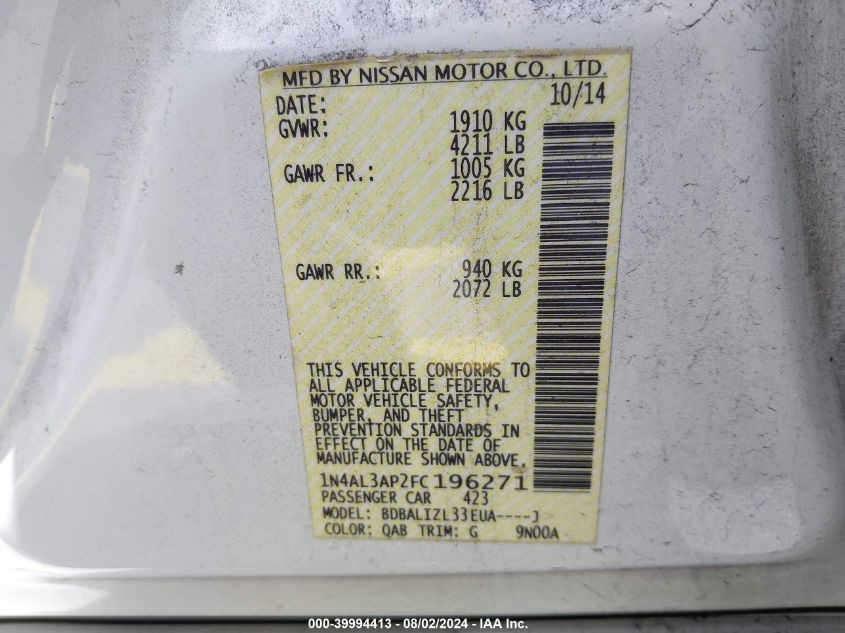 MFD BY NISSAN MOTOR CO., LTD.
DATE: 10/14
GVWR: 1910 KG
4211 LB
GAWR FR.: 1005 KG
2216 LB
GAWR RR.: 940 KG
2072 LB
THIS VEHICLE CONFORMS TO
ALL APPLICABLE FEDERAL
MOTOR VEHICLE SAFETY,
BUMPER, AND THEFT
PREVENTION STANDARDS IN
EFFECT ON THE DATE OF
MANUFACTURE SHOWN ABOVE.
1N4AL3AP2FC196271
PASSENGER CAR 423
MODEL: BDBALIZL33EUA----J
COLOR: QAB TRIM: G 9N00A
000-39994413 - 08/02/2024 - IAA Inc.